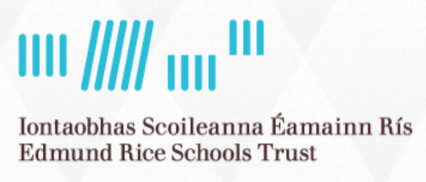 Iontaobhas Scoileanna Éamainn Rís
Edmund Rice Schools Trust